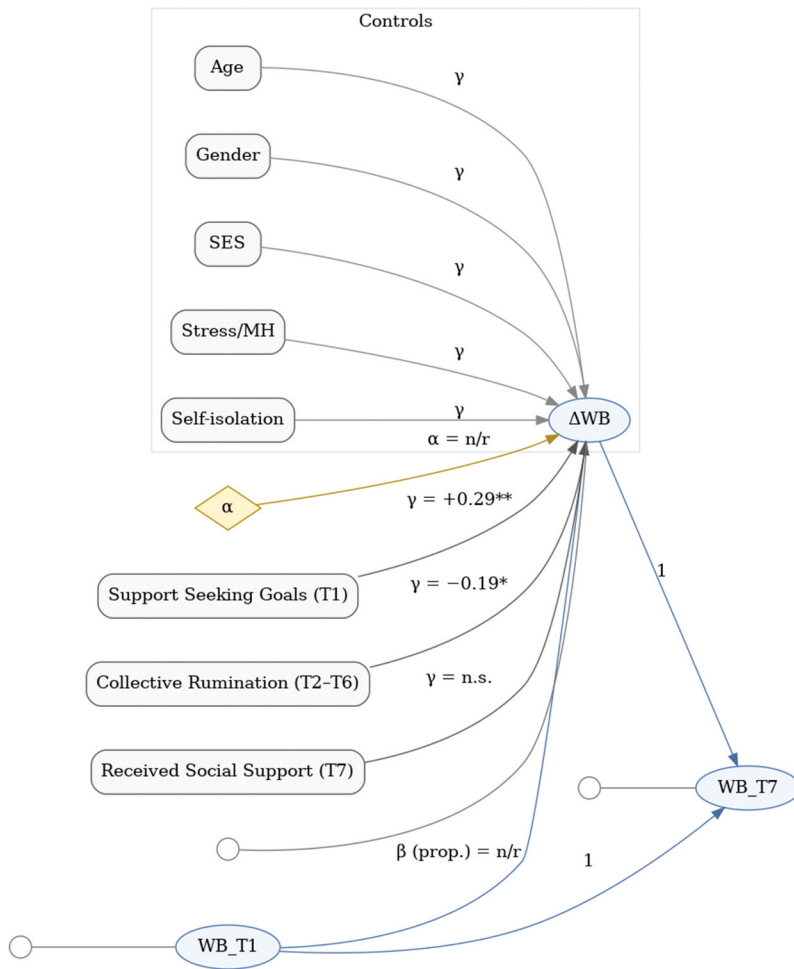 Controls
Age
γ
Gender
γ
SES
γ
Stress/MH
γ
Self-isolation
γ
ΔWB
α = n/r
α
γ = +0.29**
Support Seeking Goals (T1)
γ = −0.19*
1
Collective Rumination (T2–T6)
γ = n.s.
Received Social Support (T7)
WB_T7
β (prop.) = n/r
1
WB_T1